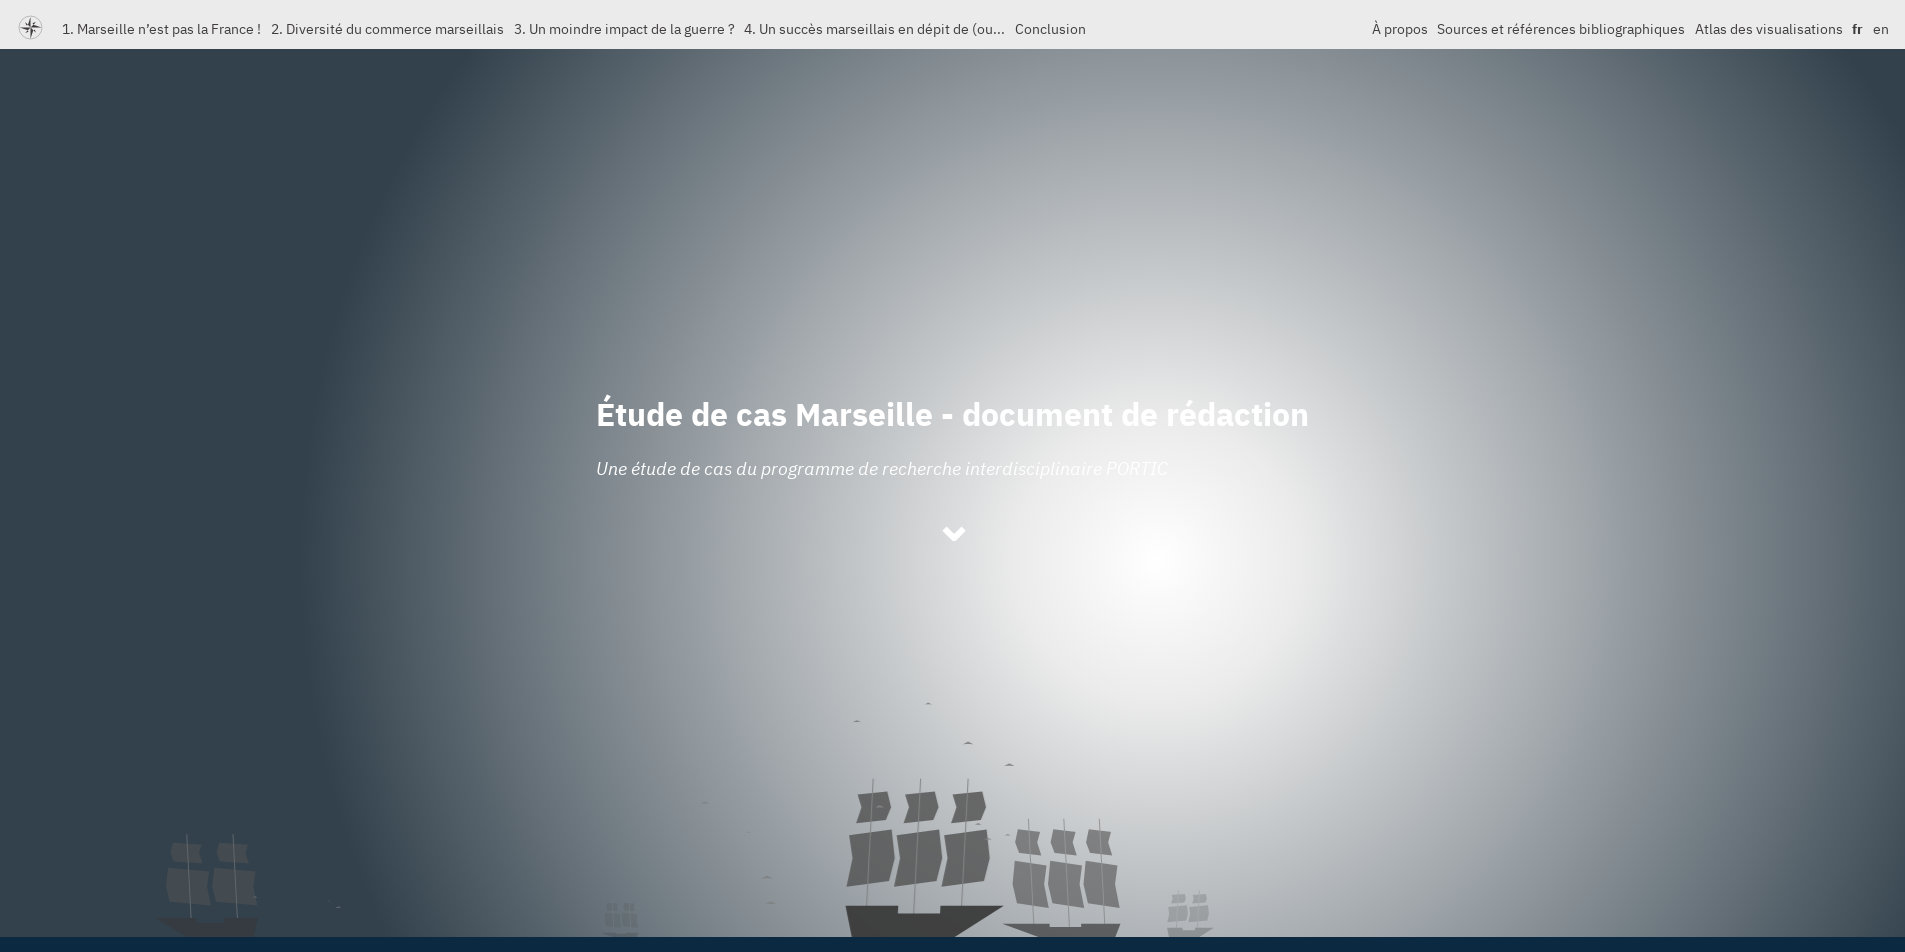 1. Marseille n’est pas la France ! 2. Diversité du commerce marseillais 3. Un moindre impact de la guerre ? 4. Un succès marseillais en dépit de (ou... Conclusion À propos Sources et références bibliographiques Atlas des visualisations fr en
Étude de cas Marseille - document de rédaction
Une étude de cas du programme de recherche interdisciplinaire PORTIC